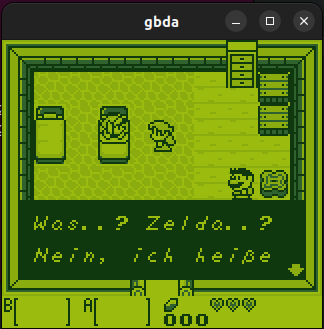 gbda
Was..? Zelda..?
Nein, ich heiße
B[ ] A[ ]
000